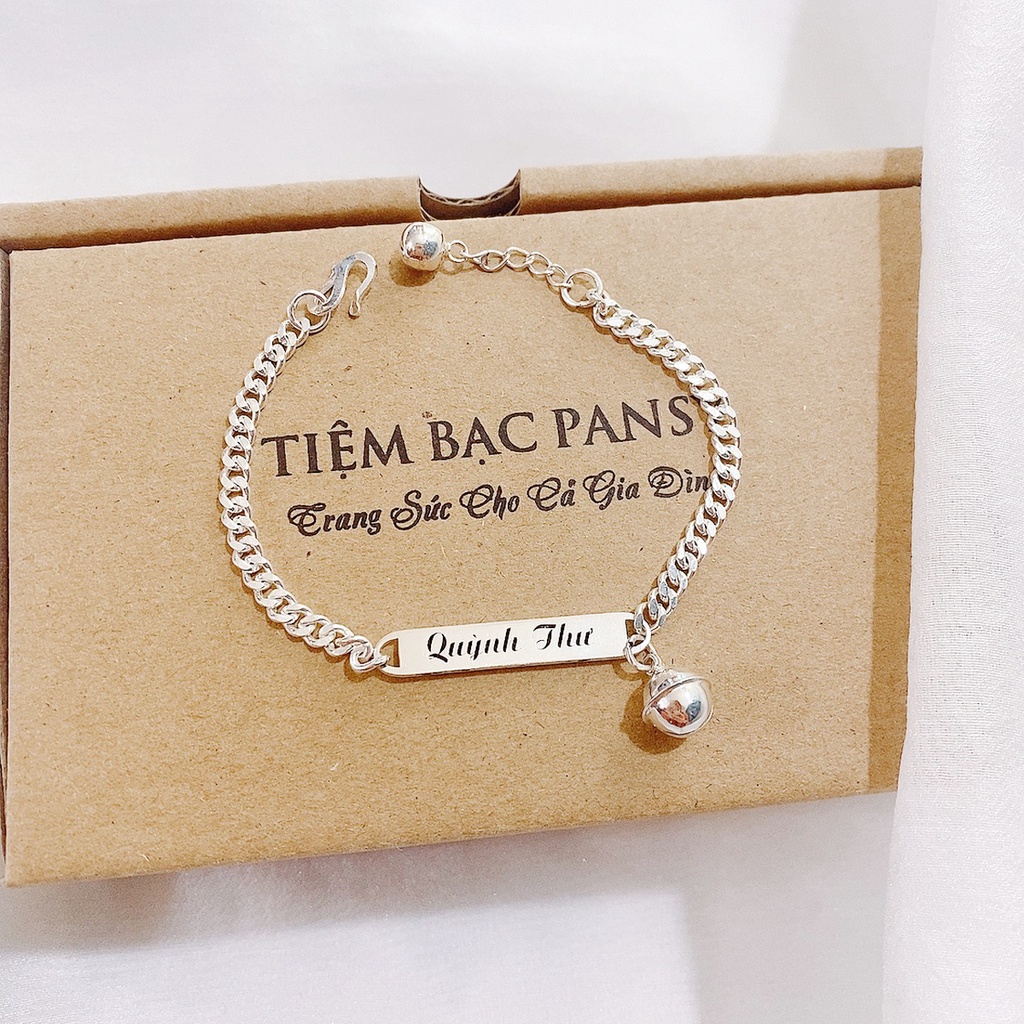 TIỆM BẠC PANS
Trang Sức Cho Cả Gia Đìn
Quỳnh Thư